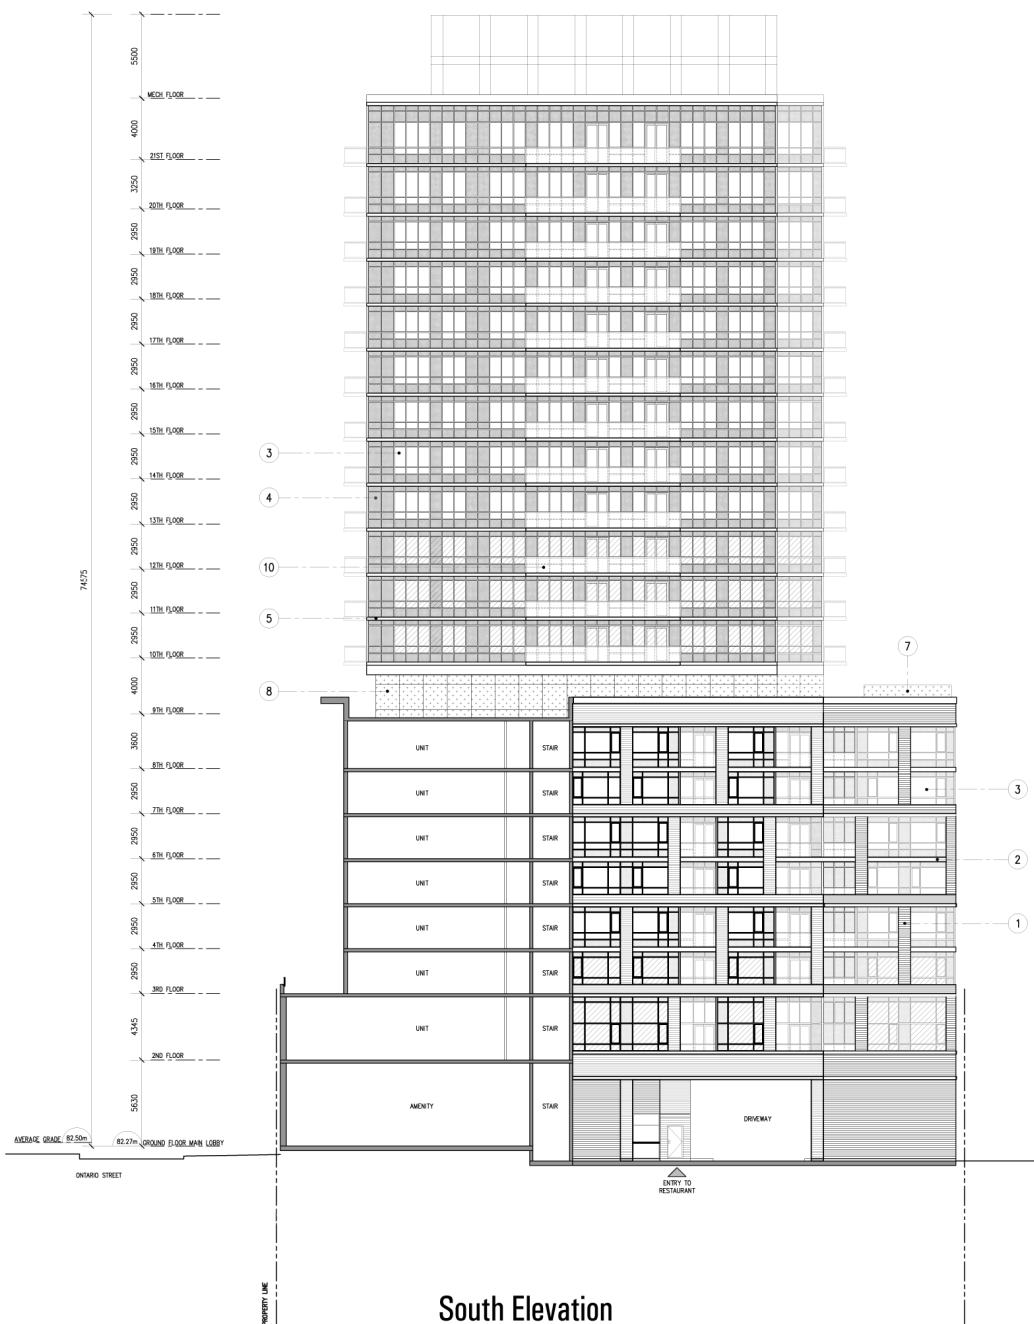 5500
MECH FLOOR
4000
21ST FLOOR
3250
20TH FLOOR
2950
19TH FLOOR
2950
18TH FLOOR
2950
17TH FLOOR
2950
16TH FLOOR
2950
15TH FLOOR
2950
3
14TH FLOOR
2950
4
13TH FLOOR
2950
12TH FLOOR
10
2950
11TH FLOOR
5
2950
10TH FLOOR
7
4000
8
9TH FLOOR
3600
UNIT STAIR
8TH FLOOR
2950
UNIT STAIR
3
7TH FLOOR
2950
UNIT STAIR
6TH FLOOR
2
2950
UNIT STAIR
5TH FLOOR
2950
UNIT STAIR
1
4TH FLOOR
2950
UNIT STAIR
3RD FLOOR
4345
UNIT STAIR
2ND FLOOR
5630
AMENITY STAIR
DRIVEWAY
AVERAGE GRADE: 82.50m
82.27m GROUND FLOOR MAIN LOBBY
ONTARIO STREET
ENTRY TO
RESTAURANT
PROPERTY LINE
South Elevation